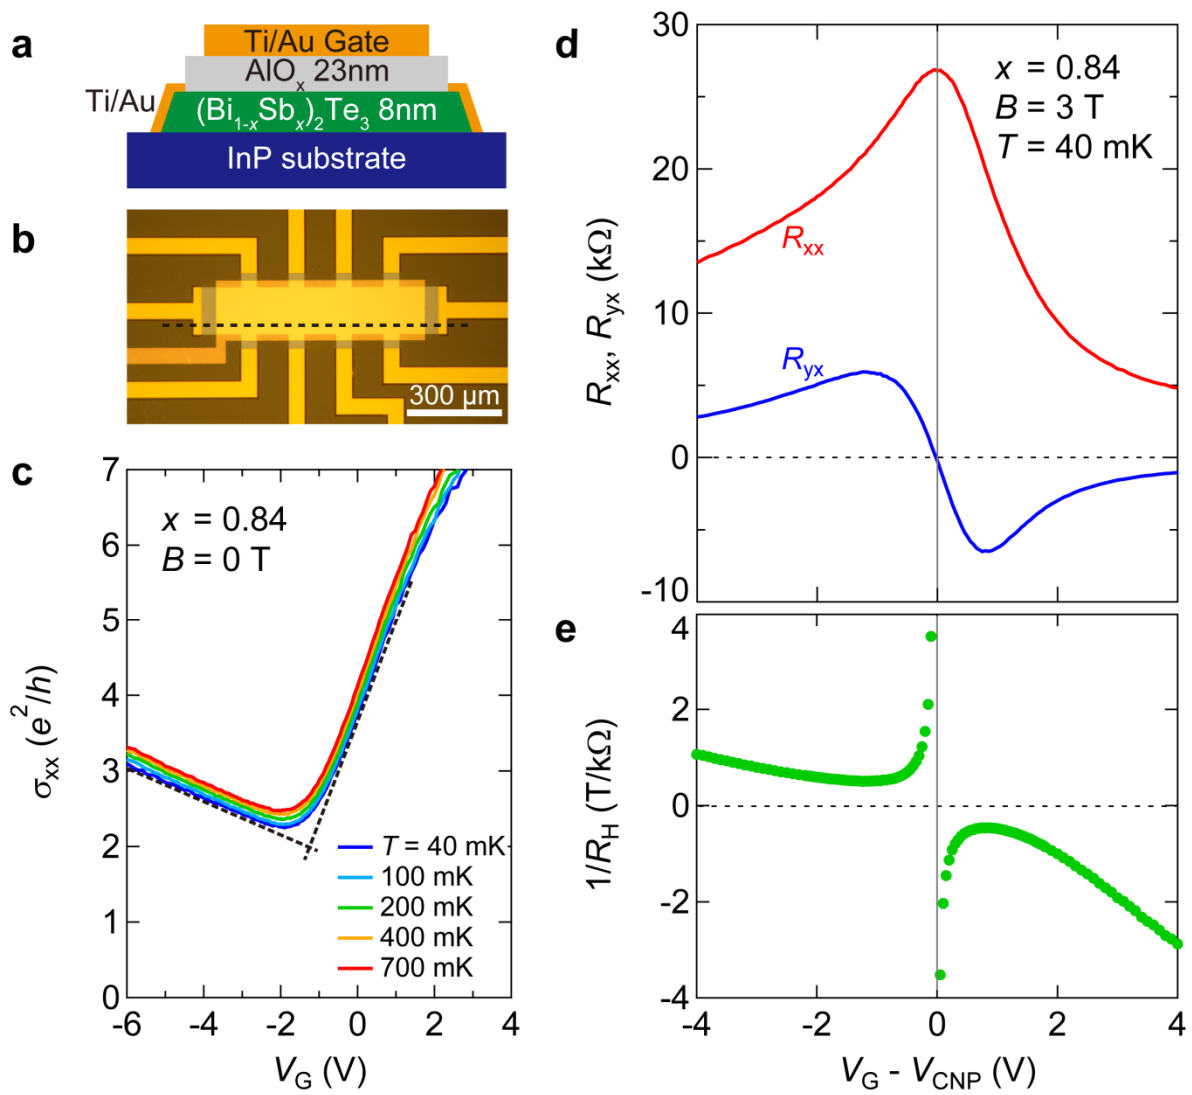 a
Ti/Au Gate
AlOₓ 23nm
Ti/Au
(Bi₁₋ₓSbₓ)₂Te₃ 8nm
InP substrate
b
300 µm
c
7
6
5
4
3
2
1
0
σxx (e²/h)
x = 0.84
B = 0 T
T = 40 mK
100 mK
200 mK
400 mK
700 mK
-6 -4 -2 0 2 4
VG (V)
d
30
20
10
0
-10
Rxx, Ryx (kΩ)
x = 0.84
B = 3 T
T = 40 mK
Rxx
Ryx
e
4
2
0
-2
-4
1/RH (T/kΩ)
-4 -2 0 2 4
VG - VCNP (V)